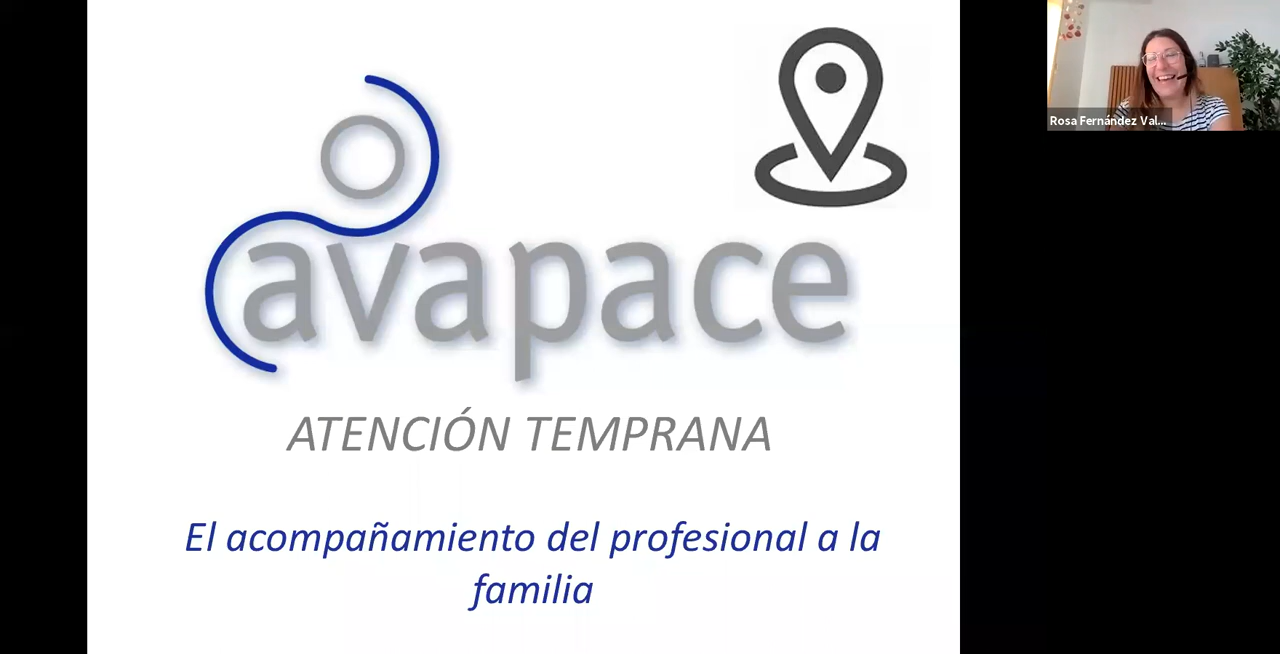 Rosa Fernández Val...
avapace
ATENCIÓN TEMPRANA
El acompañamiento del profesional a la
familia